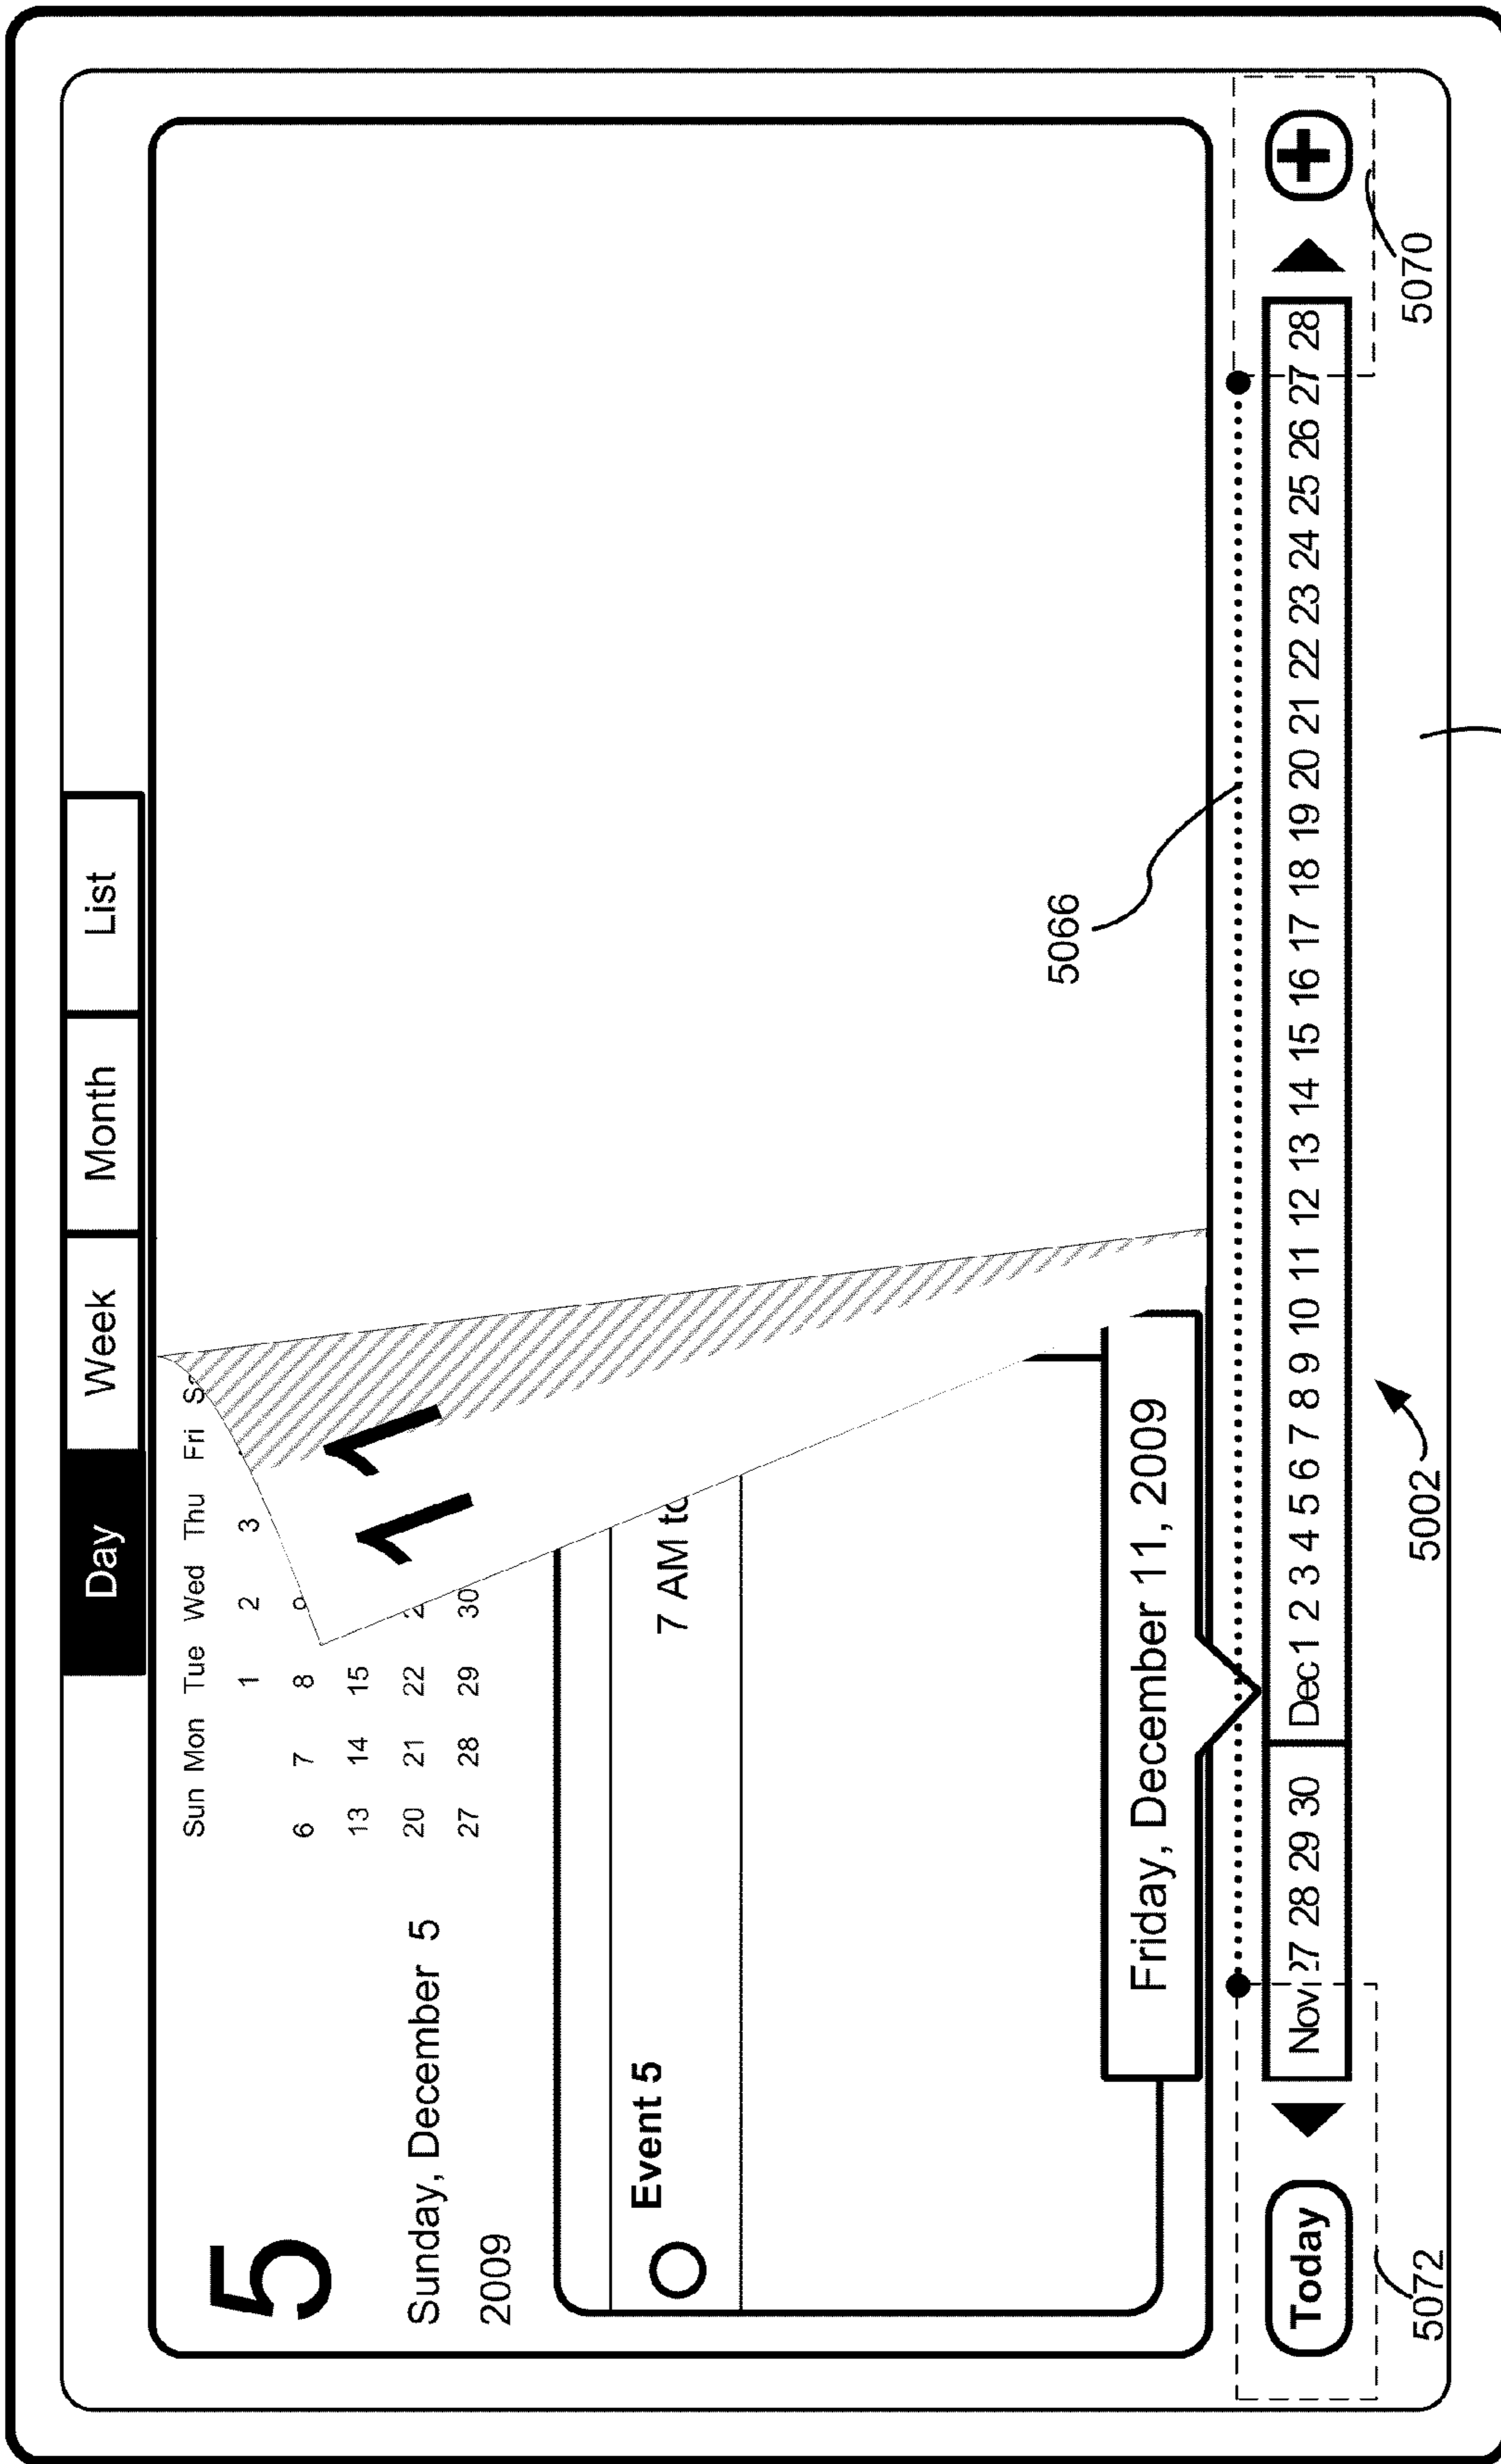 Day Week Month List
5
Sun Mon Tue Wed Thu Fri
1 2 3
6 7 8
Sunday, December 5
13 14 15
20 21 22
2009
27 28 29 30
11
Event 5
7 AM to
5066
Friday, December 11, 2009
Today
Nov 28 29 30 Dec 1 2 3 4 5 6 7 8 9 10 11 12 13 14 15 16 17 18 19 20 21 22 23 24 25 26 27 28
5072
5002
5070